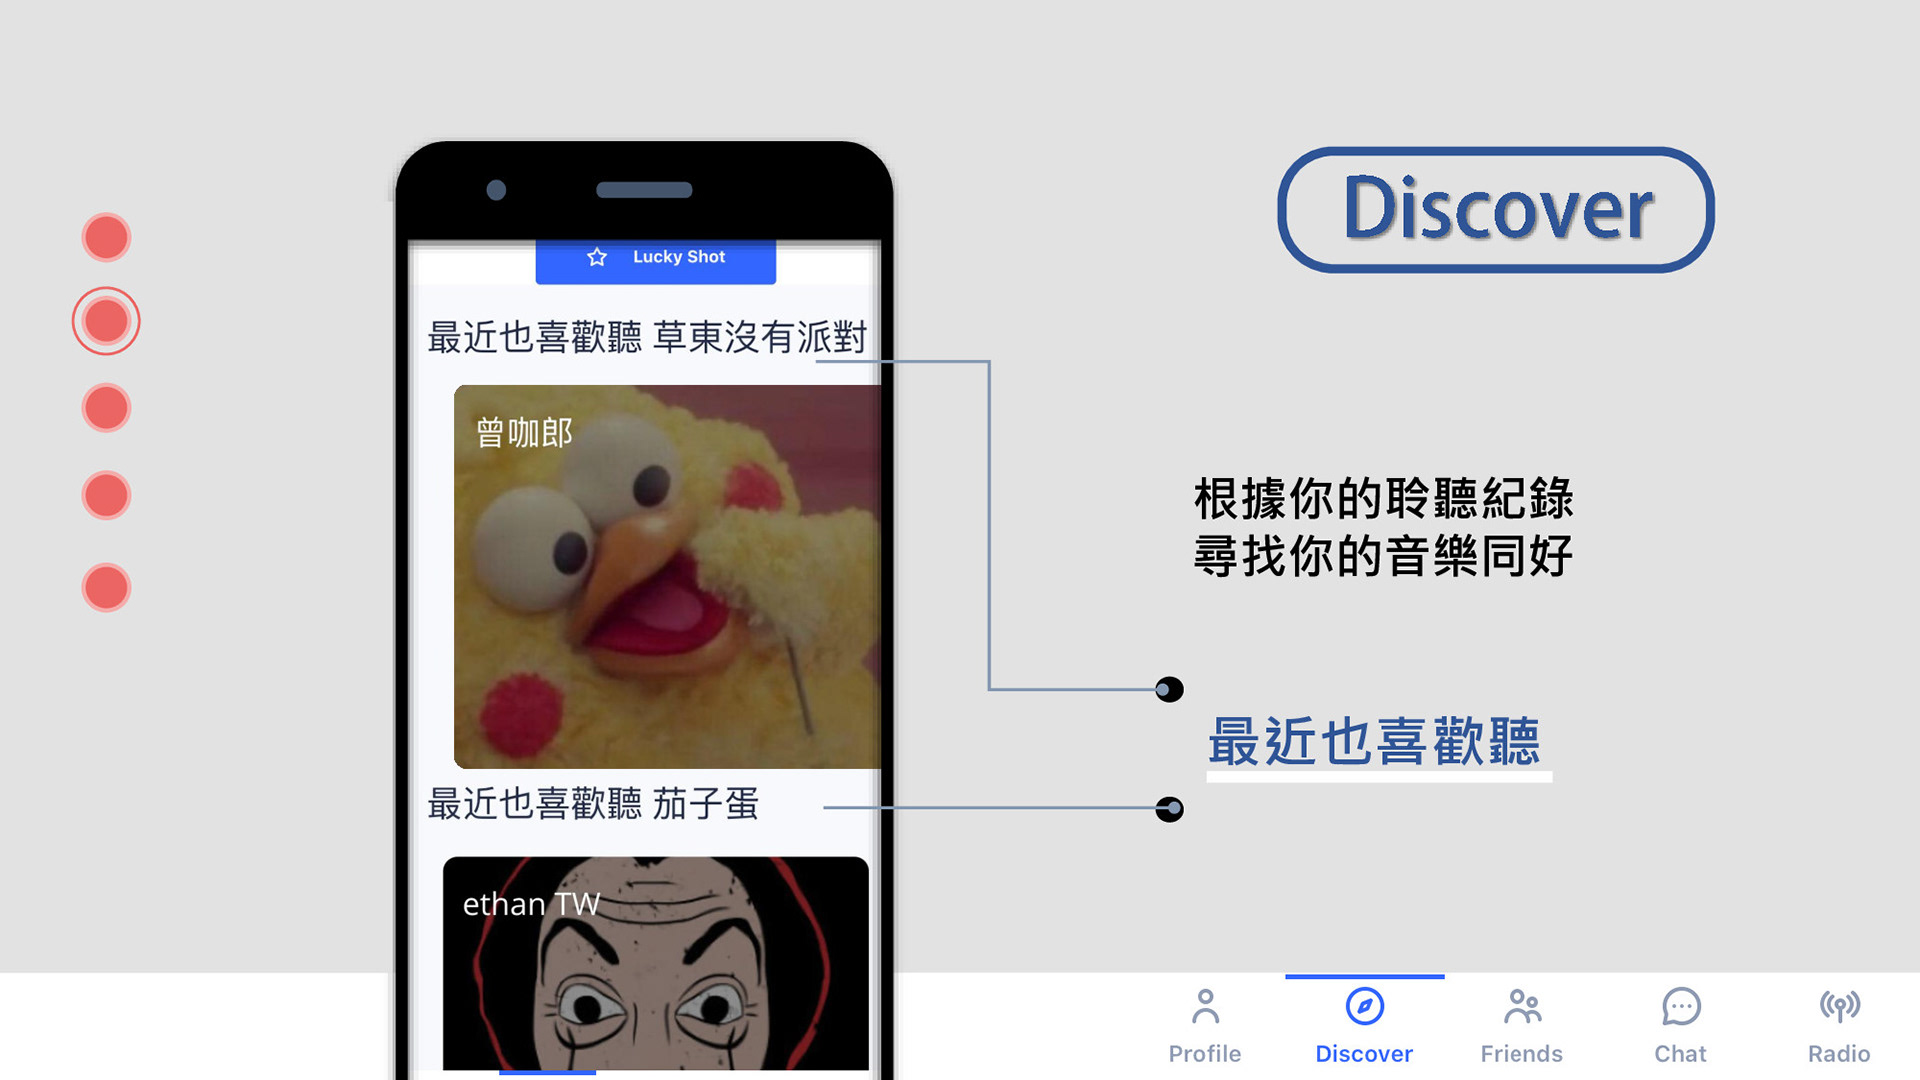 Discover
Lucky Shot
最近也喜歡聽 草東沒有派對
曾咖郎
根據你的聆聽紀錄
尋找你的音樂同好
最近也喜歡聽
最近也喜歡聽 茄子蛋
ethan TW
Profile
Discover
Friends
Chat
Radio